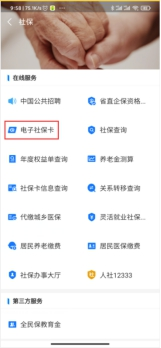 9:58
15.1K/s
社保
在线服务
中国公共招聘
省直企保资格...
电子社保卡
社保查询
年度权益单查询
养老金测算
社保卡信息查询
关系转移查询
代缴城乡医保
灵活就业社保...
居民养老缴费
居民医保缴费
社保办事大厅
人社12333
第三方服务
全民保教育金